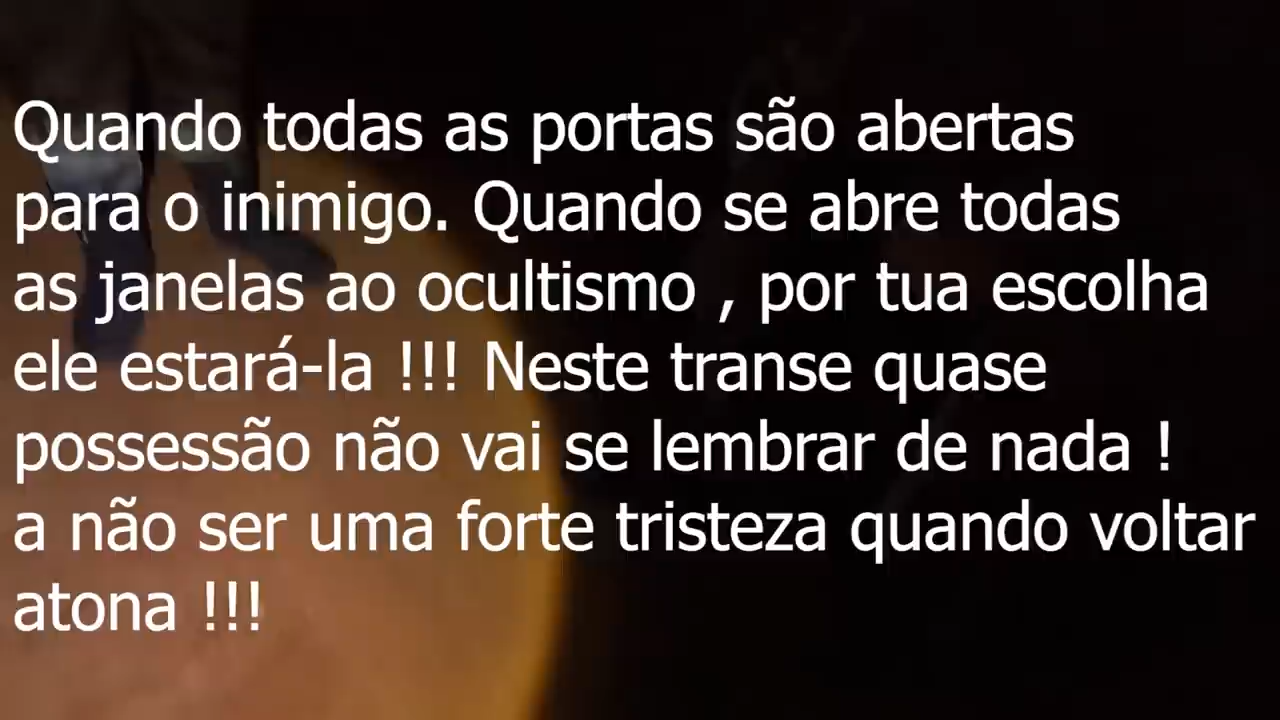 Quando todas as portas são abertas
para o inimigo. Quando se abre todas
as janelas ao ocultismo , por tua escolha
ele estará-la !!! Neste transe quase
possessão não vai se lembrar de nada !
a não ser uma forte tristeza quando voltar
atona !!!